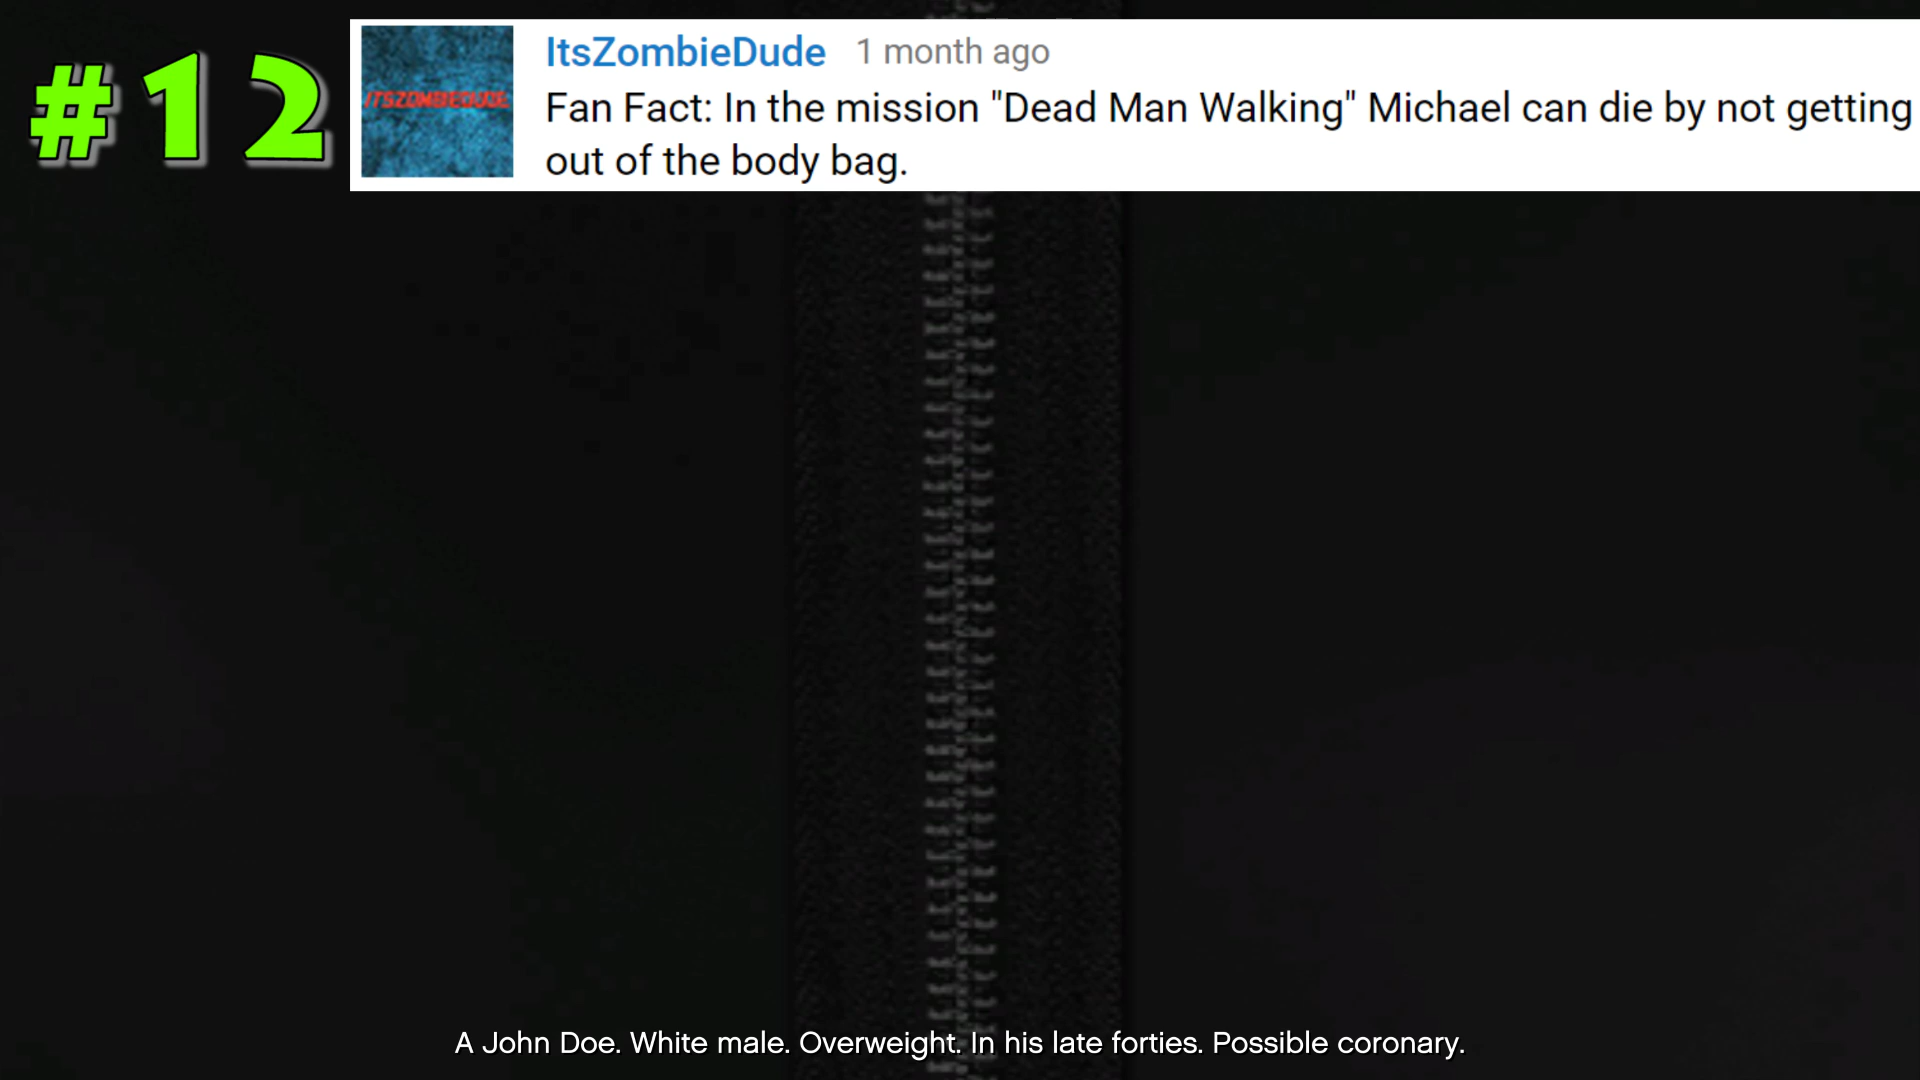 #12
ItsZombieDude 1 month ago
ITSZOMBIEDUDE
Fan Fact: In the mission "Dead Man Walking" Michael can die by not getting
out of the body bag.
A John Doe. White male. Overweight. In his late forties. Possible coronary.